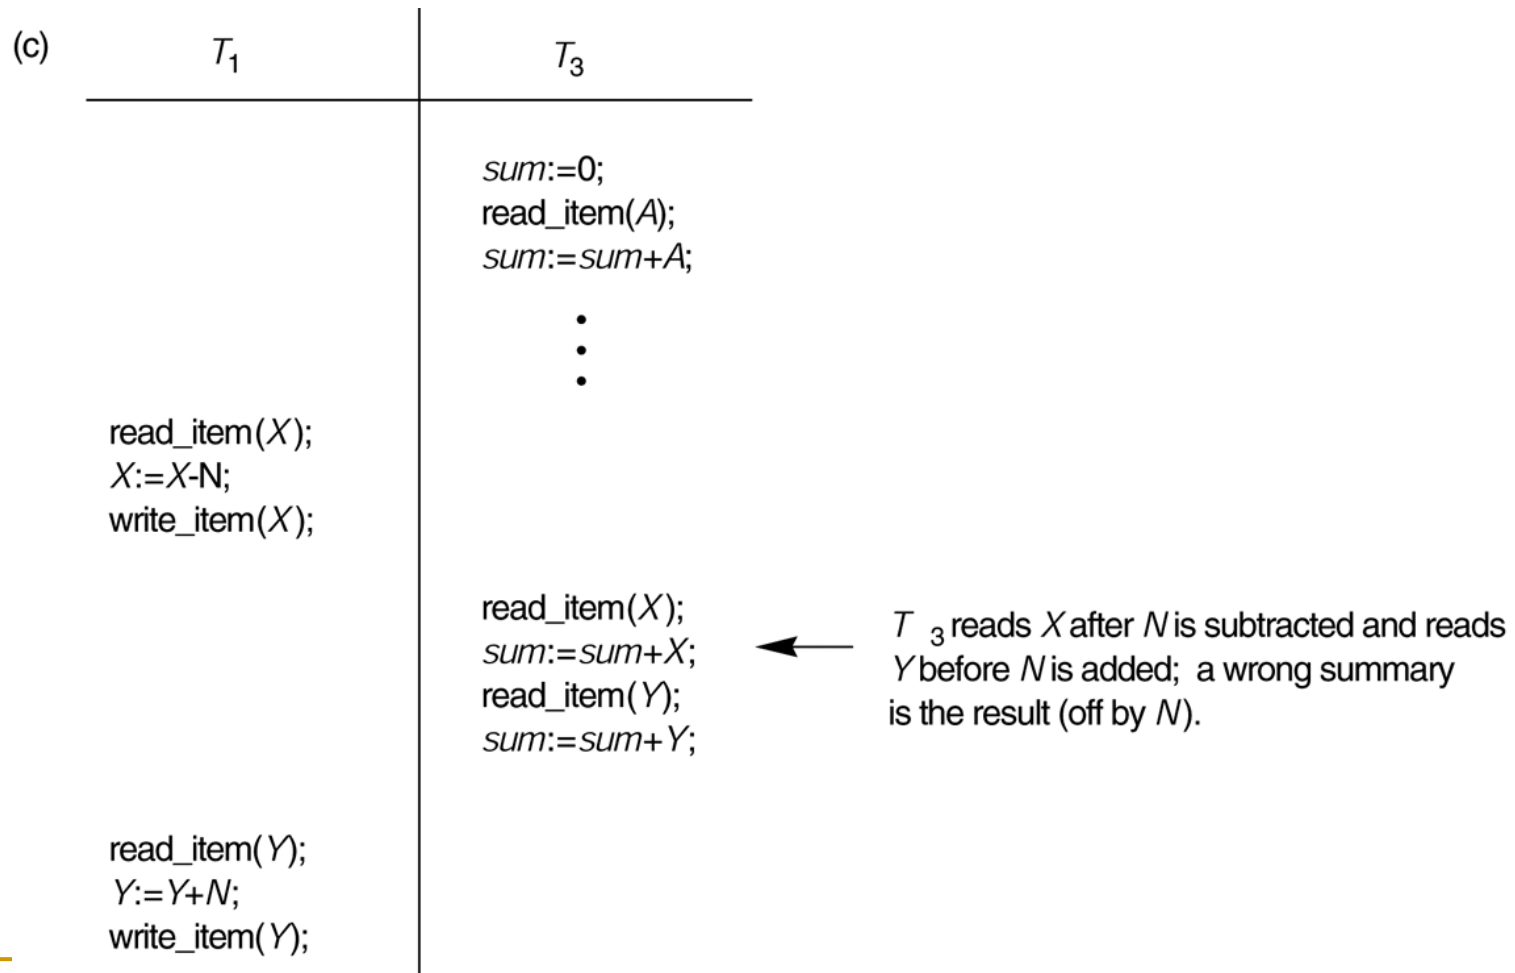 (c)
T1
T3
sum:=0;
read_item(A);
sum:=sum+A;
read_item(X);
X:=X-N;
write_item(X);
read_item(X);
sum:=sum+X;
read_item(Y);
sum:=sum+Y;
T 3 reads X after N is subtracted and reads
Y before N is added; a wrong summary
is the result (off by N).
read_item(Y);
Y:=Y+N;
write_item(Y);